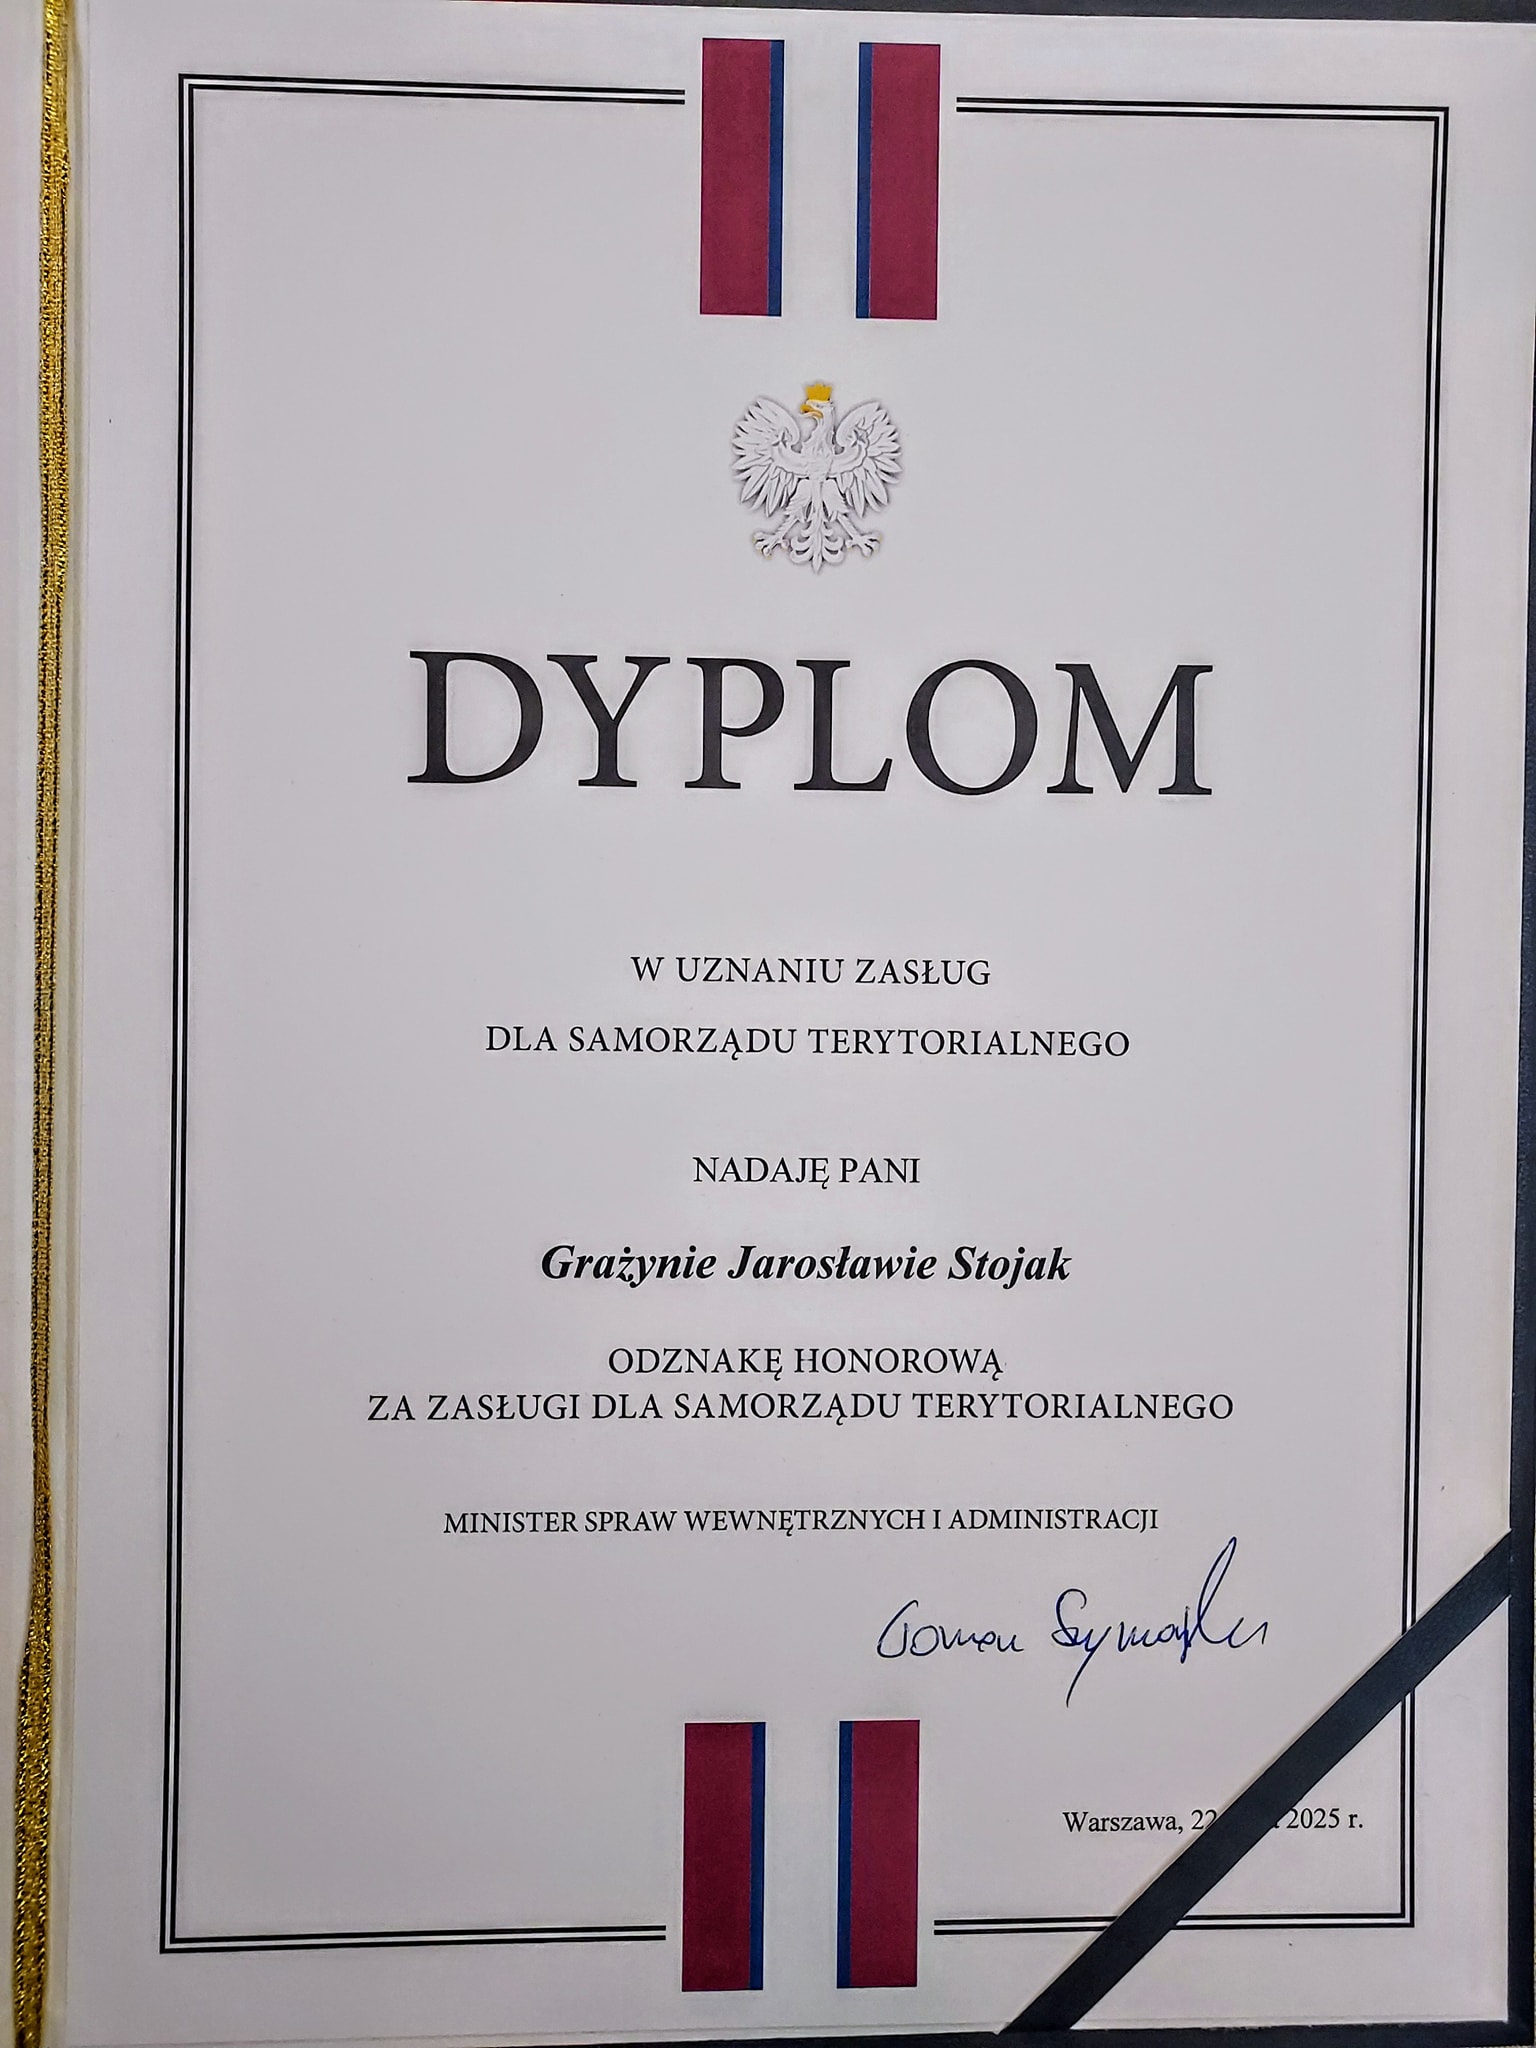 DYPLOM
W UZNANIU ZASŁUG
DLA SAMORZĄDU TERYTORIALNEGO
NADAJĘ PANI
Grażynie Jarosławie Stojak
ODZNAKĘ HONOROWĄ
ZA ZASŁUGI DLA SAMORZĄDU TERYTORIALNEGO
MINISTER SPRAW WEWNĘTRZNYCH I ADMINISTRACJI
Warszawa, 22 2025 r.